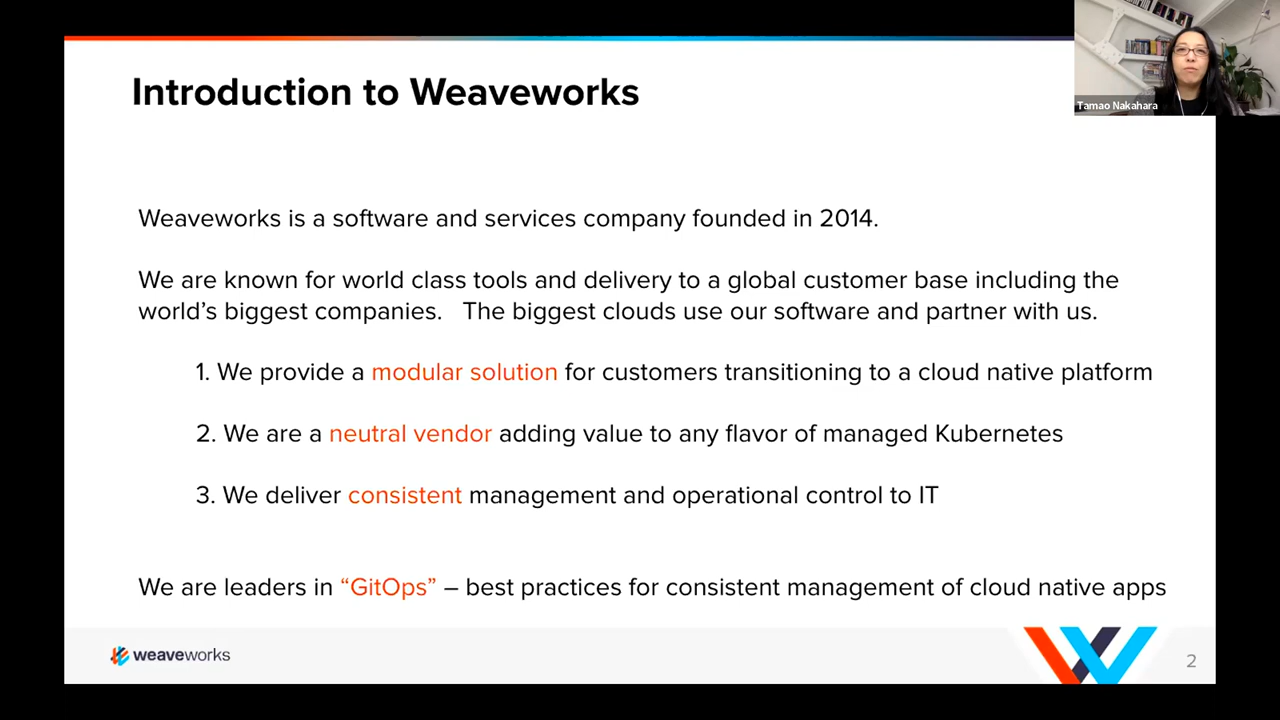 Introduction to Weaveworks
Tamao Nakahara
Weaveworks is a software and services company founded in 2014.
We are known for world class tools and delivery to a global customer base including the
world’s biggest companies. The biggest clouds use our software and partner with us.
1. We provide a modular solution for customers transitioning to a cloud native platform
2. We are a neutral vendor adding value to any flavor of managed Kubernetes
3. We deliver consistent management and operational control to IT
We are leaders in “GitOps” – best practices for consistent management of cloud native apps
weaveworks
2